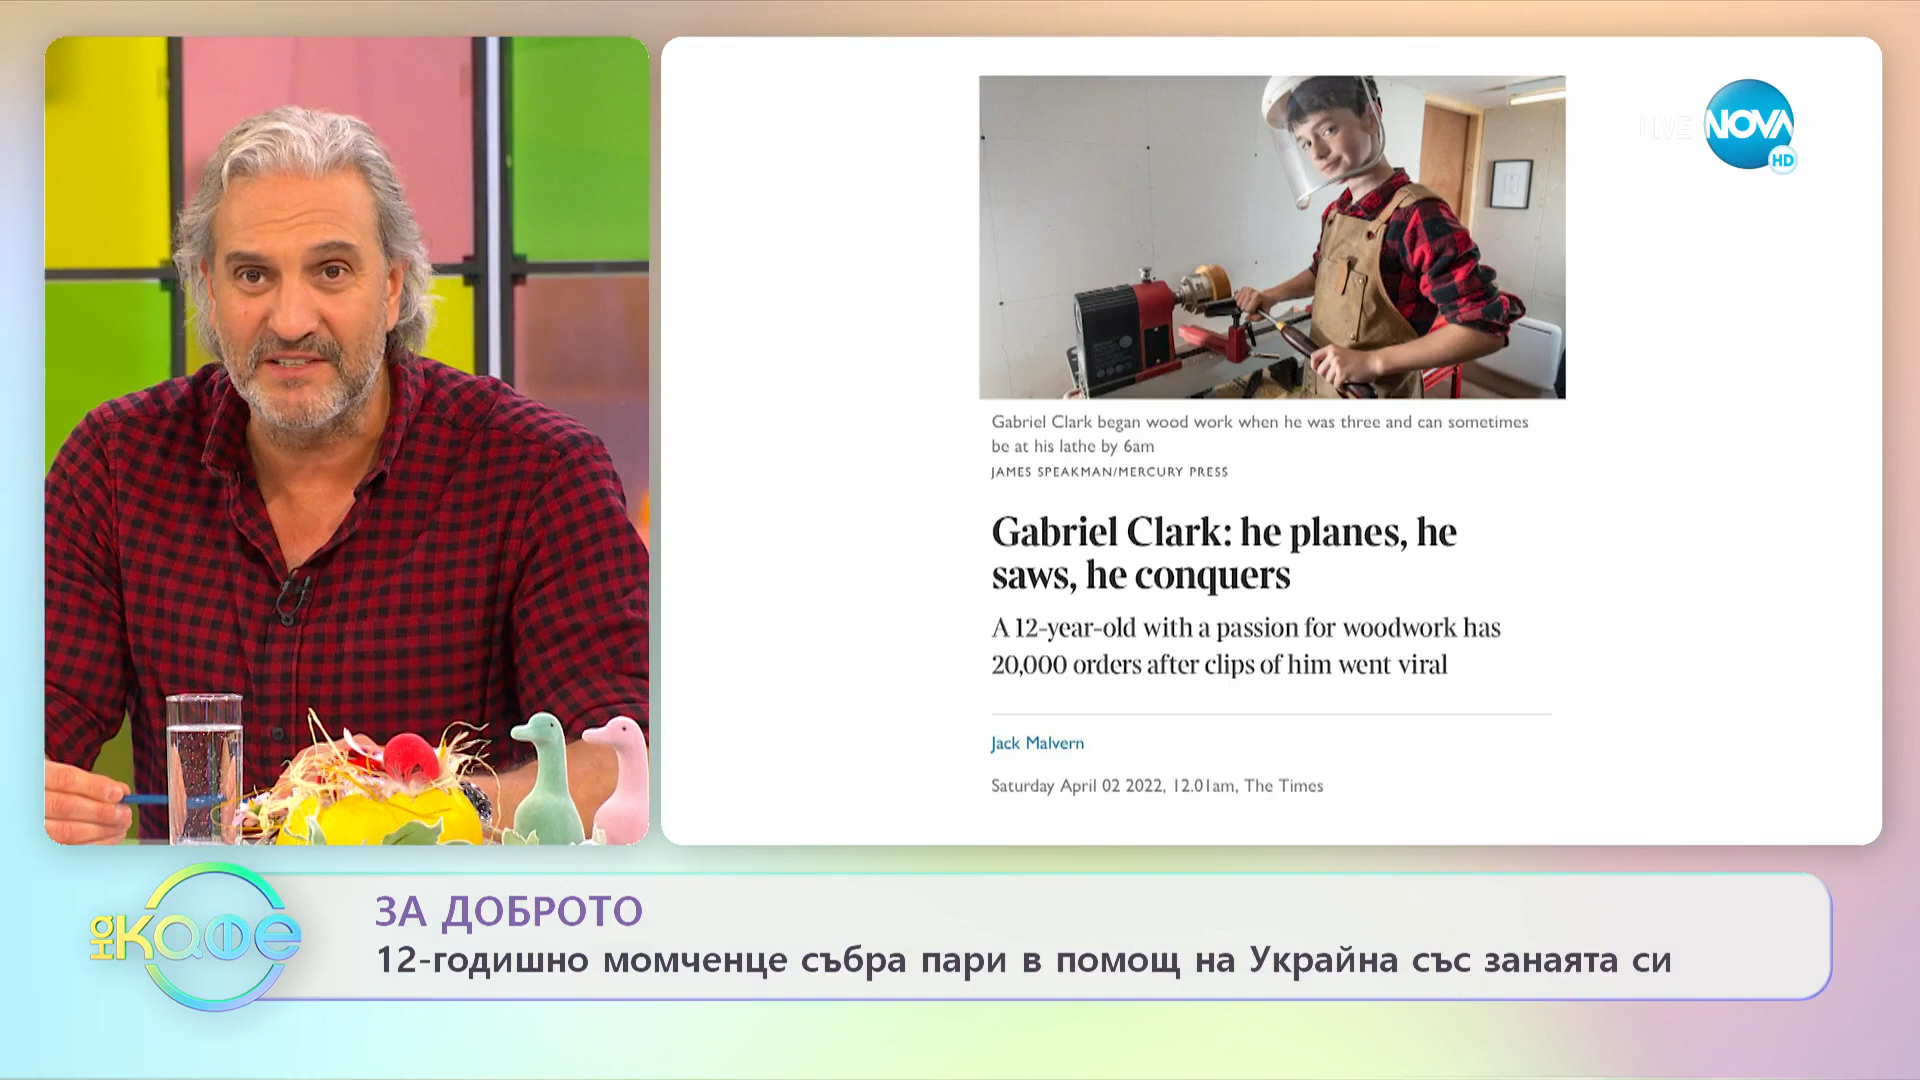 LIVE NOVA
HD
Gabriel Clark began wood work when he was three and can sometimes
be at his lathe by 6am
JAMES SPEAKMAN/MERCURY PRESS
Gabriel Clark: he planes, he
saws, he conquers
A 12-year-old with a passion for woodwork has
20,000 orders after clips of him went viral
Jack Malvern
Saturday April 02 2022, 12.01am, The Times
на кафе
ЗА ДОБРОТО
12-годишно момченце събра пари в помощ на Украйна със занаята си